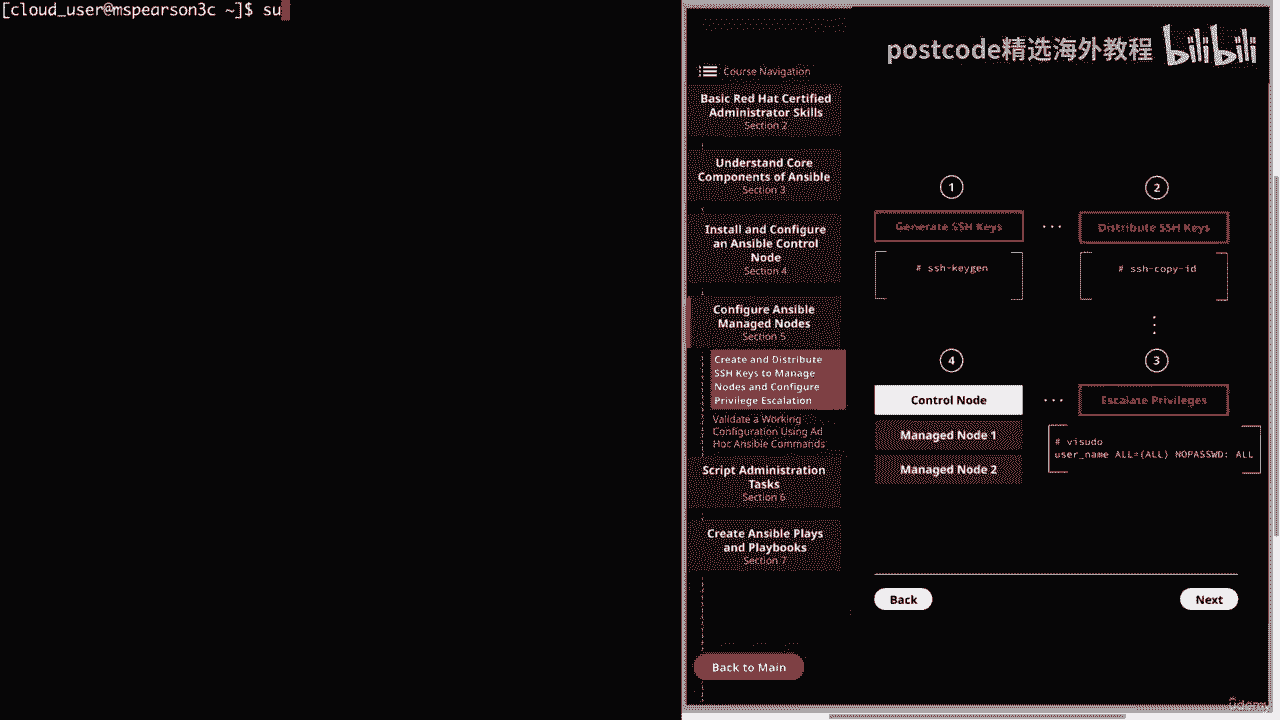 [cloud_user@mspearson3c ~]$ su
postcode精选海外教程 bilibili
Course Navigation
Basic Red Hat Certified
Administrator Skills
Section 2
Understand Core
Components of Ansible
Section 3
Install and Configure
an Ansible Control
Node
Section 4
Configure Ansible
Managed Nodes
Section 5
Create and Distribute
SSH Keys to Manage
Nodes and Configure
Privilege Escalation
Validate a Working
Configuration Using Ad
Hoc Ansible Commands
Script Administration
Tasks
Section 6
Create Ansible Plays
and Playbooks
Section 7
Back to Main
1
Generate SSH Keys
# ssh-keygen
2
Distribute SSH Keys
# ssh-copy-id
4
Control Node
Managed Node 1
Managed Node 2
3
Escalate Privileges
# visudo
user_name ALL=(ALL) NOPASSWD: ALL
Back
Next
ûdemy